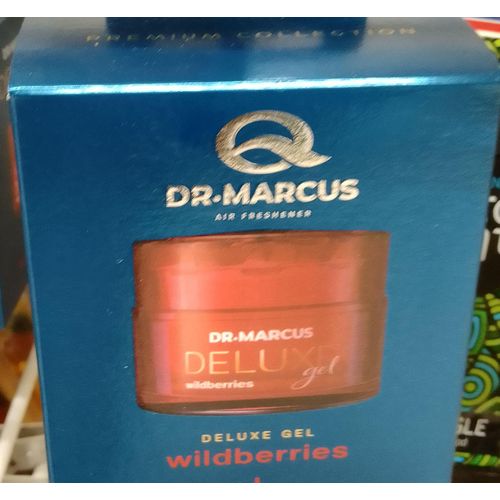 PREMIUM COLLECTION
DR.MARCUS
AIR FRESHENER
DR.MARCUS
DELUXE
gel
wildberries
DELUXE GEL
wildberries